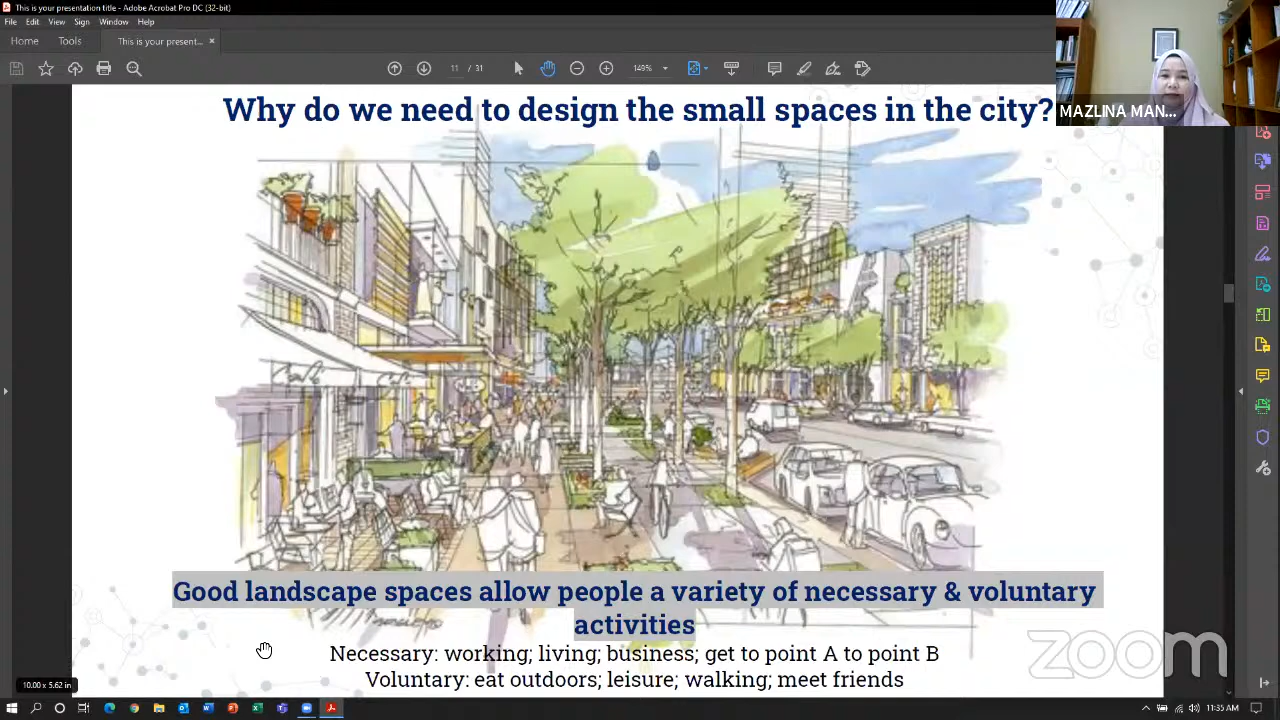 This is your presentation title - Adobe Acrobat Pro DC (32-bit)
File Edit View Sign Window Help
Home Tools This is your present... ×
11 / 31 149%
MAZLINA MAN...
Why do we need to design the small spaces in the city?
Good landscape spaces allow people a variety of necessary & voluntary
activities
Necessary: working; living; business; get to point A to point B
Voluntary: eat outdoors; leisure; walking; meet friends
zoom
10.00 x 5.62 in
11:35 AM